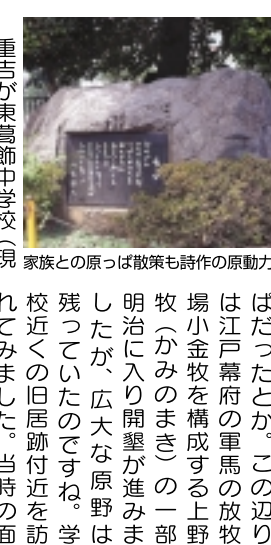 家族との原っぱ散策も詩作の原動力
重吉が東葛飾中学校（現
ぱだったとか。この辺り
は江戸幕府の軍馬の放牧
場小金牧を構成する上野
牧（かみのまき）の一部
明治に入り開墾が進みま
したが、広大な原野は
残っていたのですね。学
校近くの旧居跡付近を訪
れてみました。当時の面